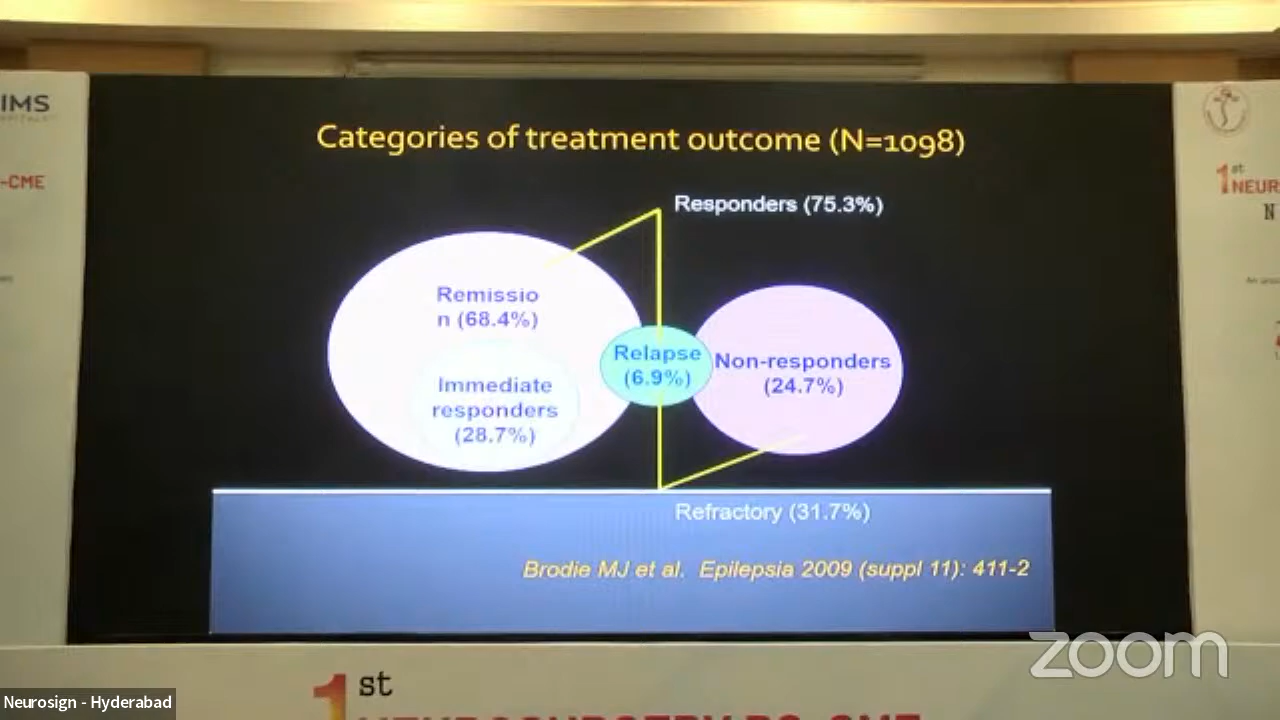 IMS
-CME
Categories of treatment outcome (N=1098)
Responders (75.3%)
Remissio
n (68.4%)
Immediate
responders
(28.7%)
Relapse
(6.9%)
Non-responders
(24.7%)
Refractory (31.7%)
Brodie MJ et al. Epilepsia 2009 (suppl 11): 411-2
1st
NEUR
N
zoom
Neurosign - Hyderabad
1st